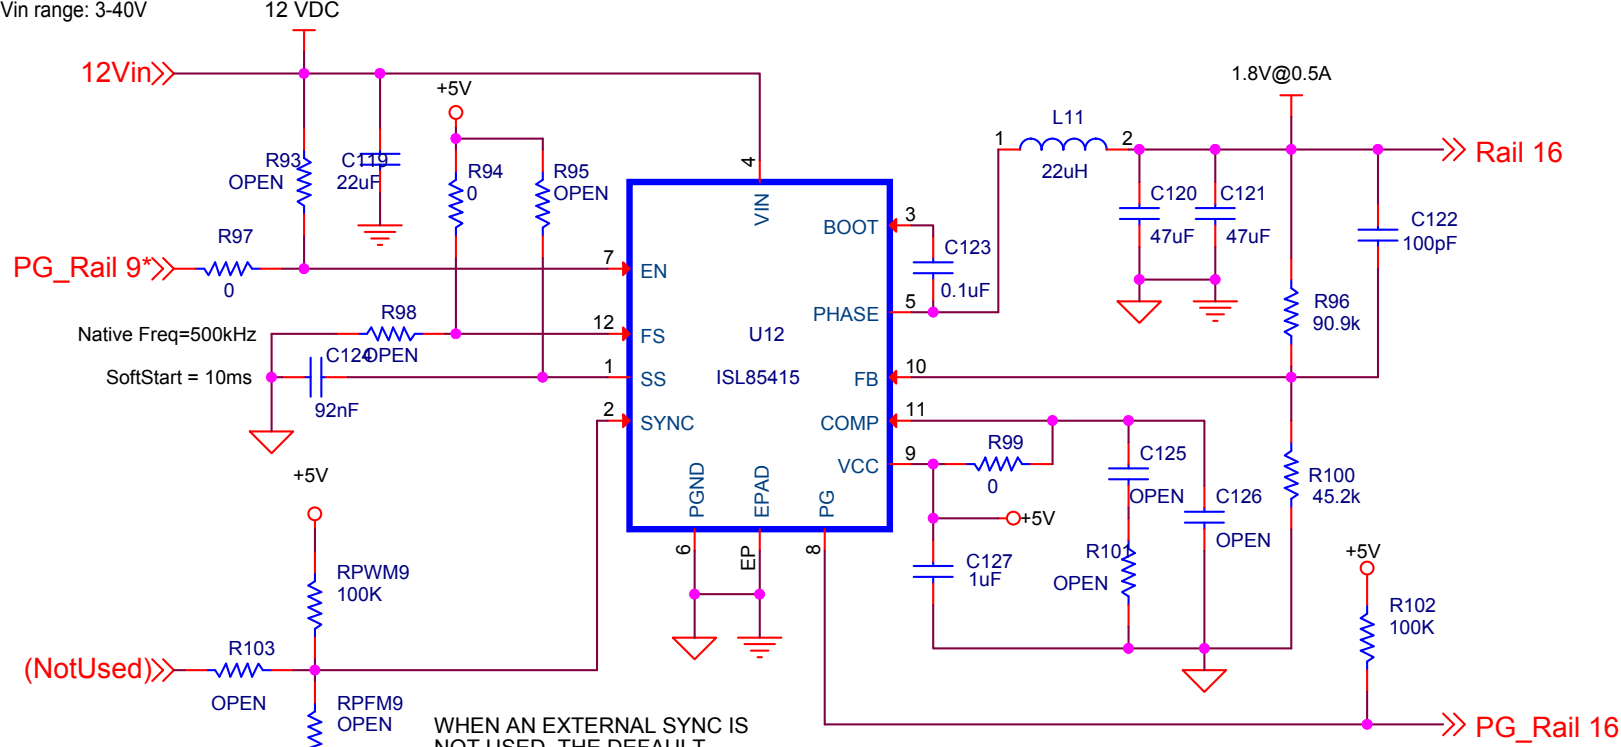 Vin range: 3-40V
12 VDC
12Vin
+5V
1.8V@0.5A
L11
1
2
22uH
Rail 16
R93
OPEN
C119
22uF
R94
0
R95
OPEN
4
VIN
BOOT
3
C123
0.1uF
C120
47uF
C121
47uF
C122
100pF
R97
0
PG_Rail 9*
7
EN
PHASE
5
R96
90.9k
Native Freq=500kHz
R98
OPEN
12
FS
U12
ISL85415
SoftStart = 10ms
C124
92nF
1
SS
FB
10
2
SYNC
COMP
11
VCC
9
R99
0
C125
OPEN
C126
OPEN
R100
45.2k
PGND
EPAD
PG
6
EP
8
+5V
+5V
C127
1uF
R101
OPEN
+5V
R102
100K
RPWM9
100K
(NotUsed)
R103
OPEN
RPFM9
OPEN
WHEN AN EXTERNAL SYNC IS
NOT USED, THE DEFAULT
PG_Rail 16